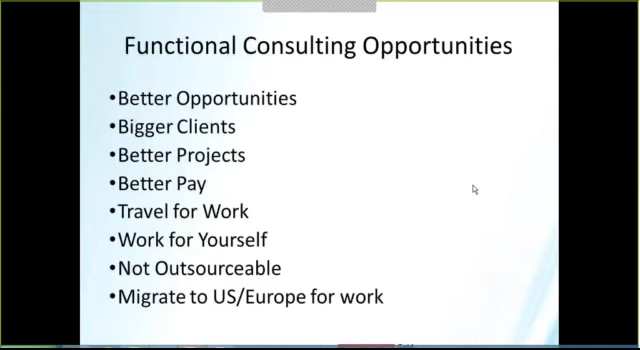 Functional Consulting Opportunities
•Better Opportunities
•Bigger Clients
•Better Projects
•Better Pay
•Travel for Work
•Work for Yourself
•Not Outsourceable
•Migrate to US/Europe for work